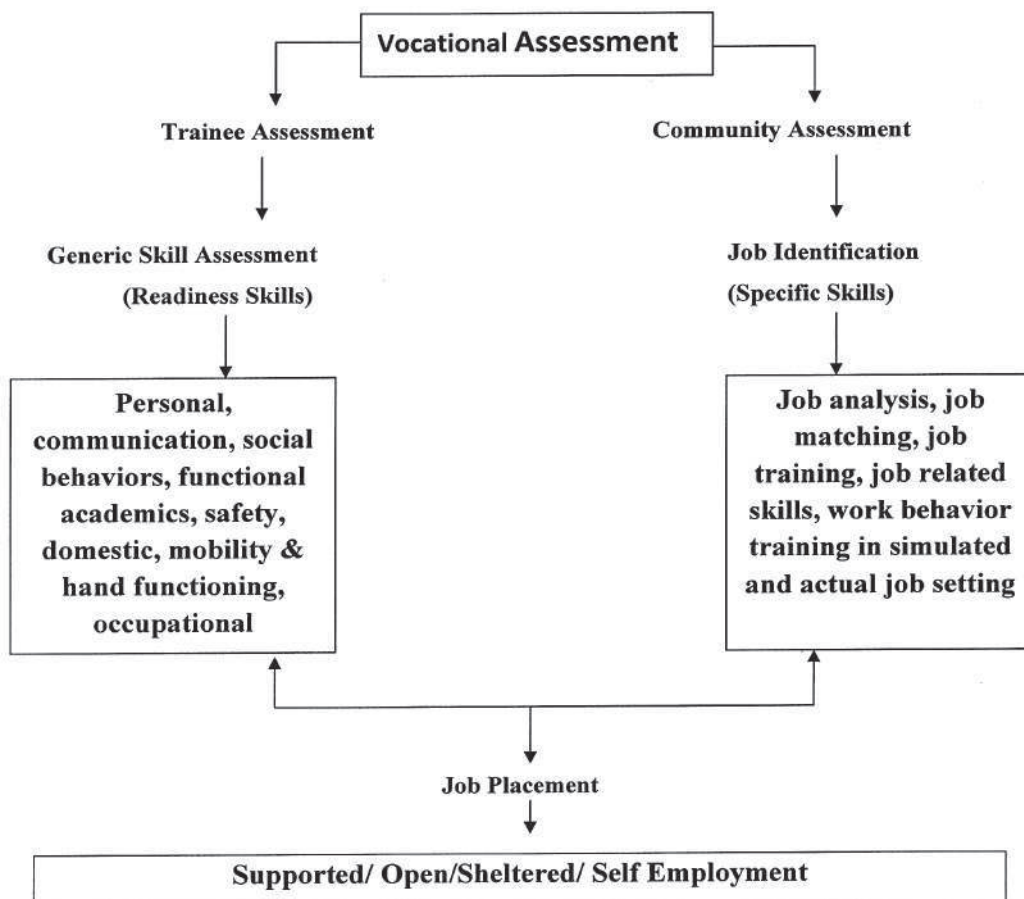 Vocational Assessment
Trainee Assessment
Community Assessment
Generic Skill Assessment
(Readiness Skills)
Job Identification
(Specific Skills)
Personal,
communication, social
behaviors, functional
academics, safety,
domestic, mobility &
hand functioning,
occupational
Job analysis, job
matching, job
training, job related
skills, work behavior
training in simulated
and actual job setting
Job Placement
Supported/ Open/Sheltered/ Self Employment